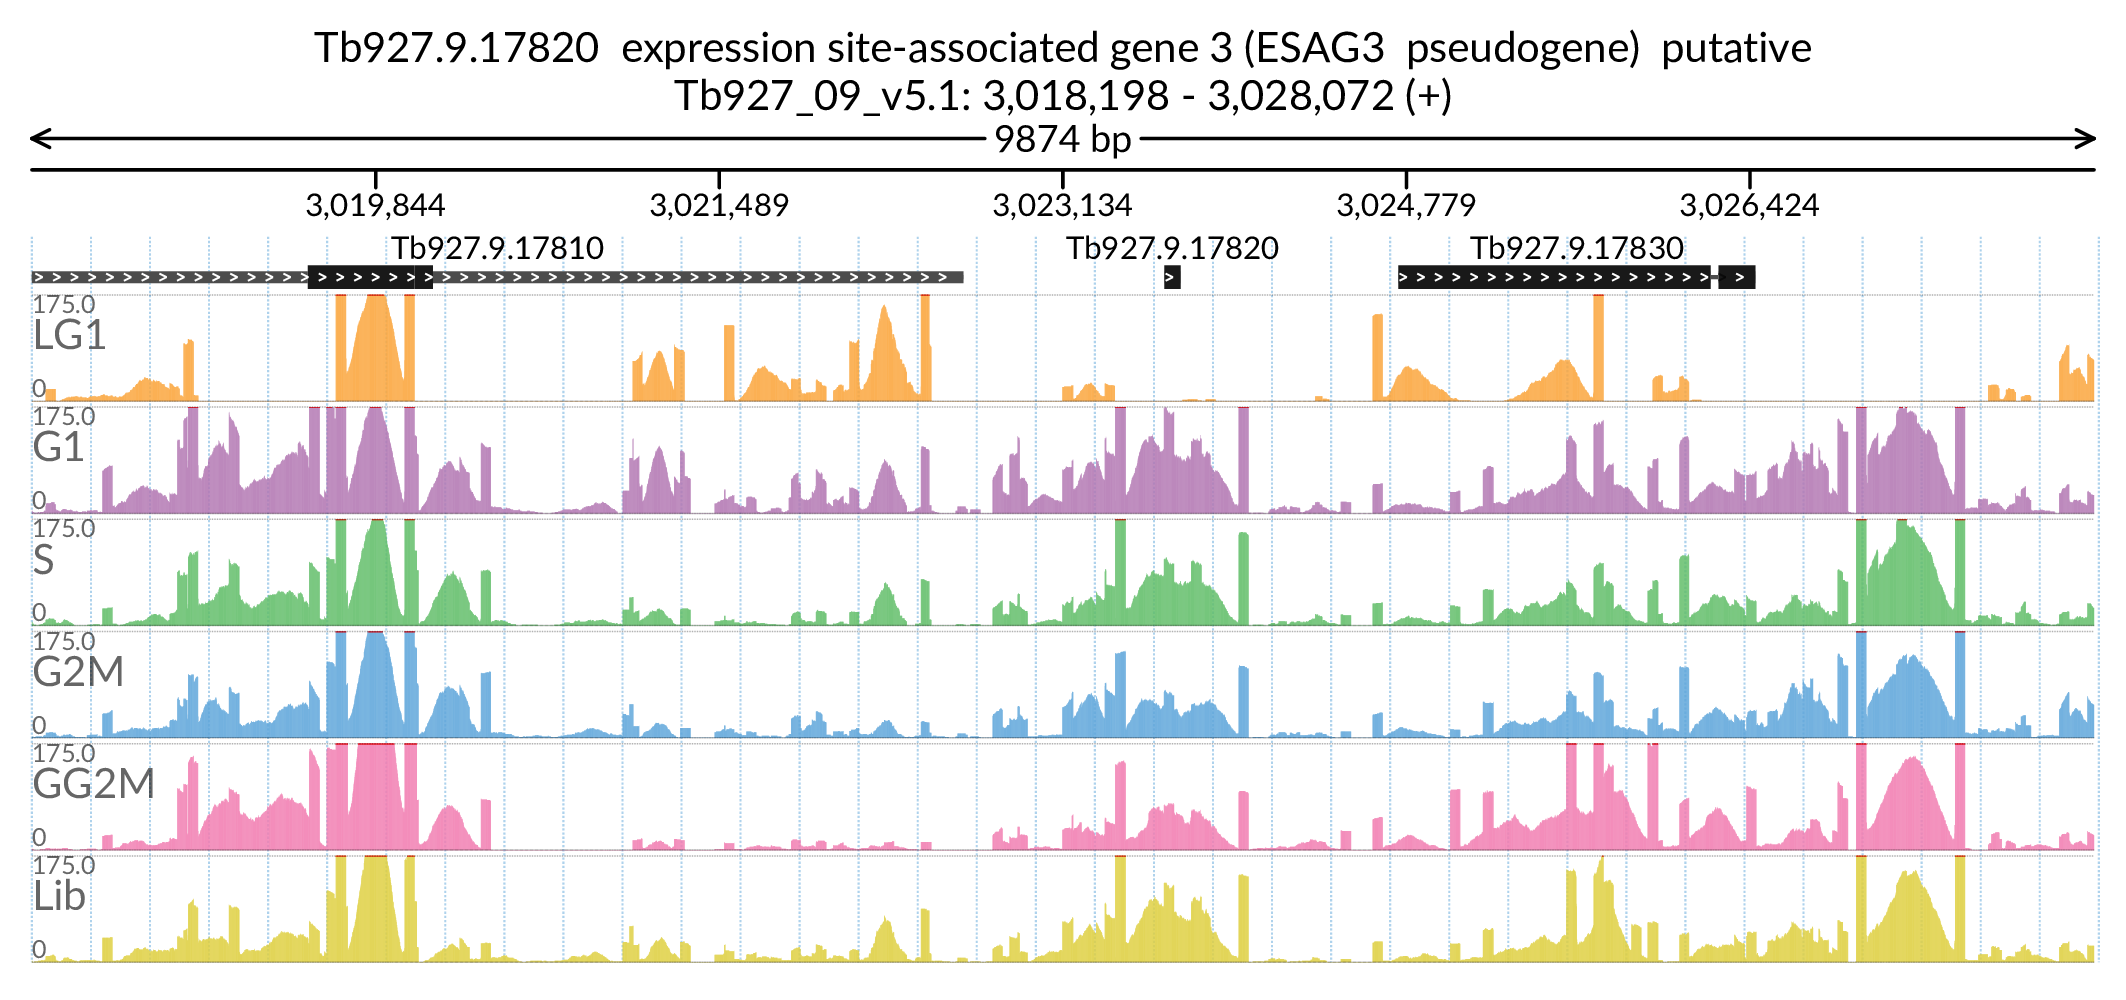 Tb927.9.17820 expression site-associated gene 3 (ESAG3 pseudogene) putative
Tb927_09_v5.1: 3,018,198 - 3,028,072 (+)
9874 bp
3,019,844 3,021,489 3,023,134 3,024,779 3,026,424
Tb927.9.17810 Tb927.9.17820 Tb927.9.17830
175.0
LG1
0
175.0
G1
0
175.0
S
0
175.0
G2M
0
175.0
GG2M
0
175.0
Lib
0